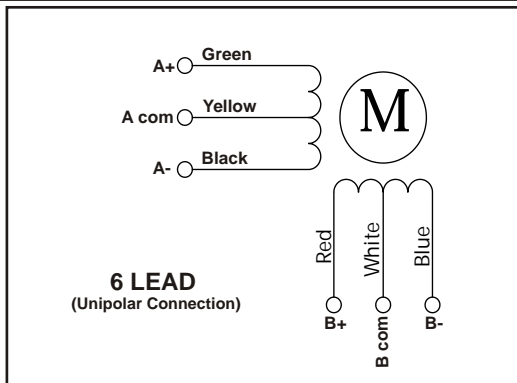 Green
A+
Yellow
A com
Black
A-
M
Red
White
Blue
6 LEAD
(Unipolar Connection)
B+
B com
B-